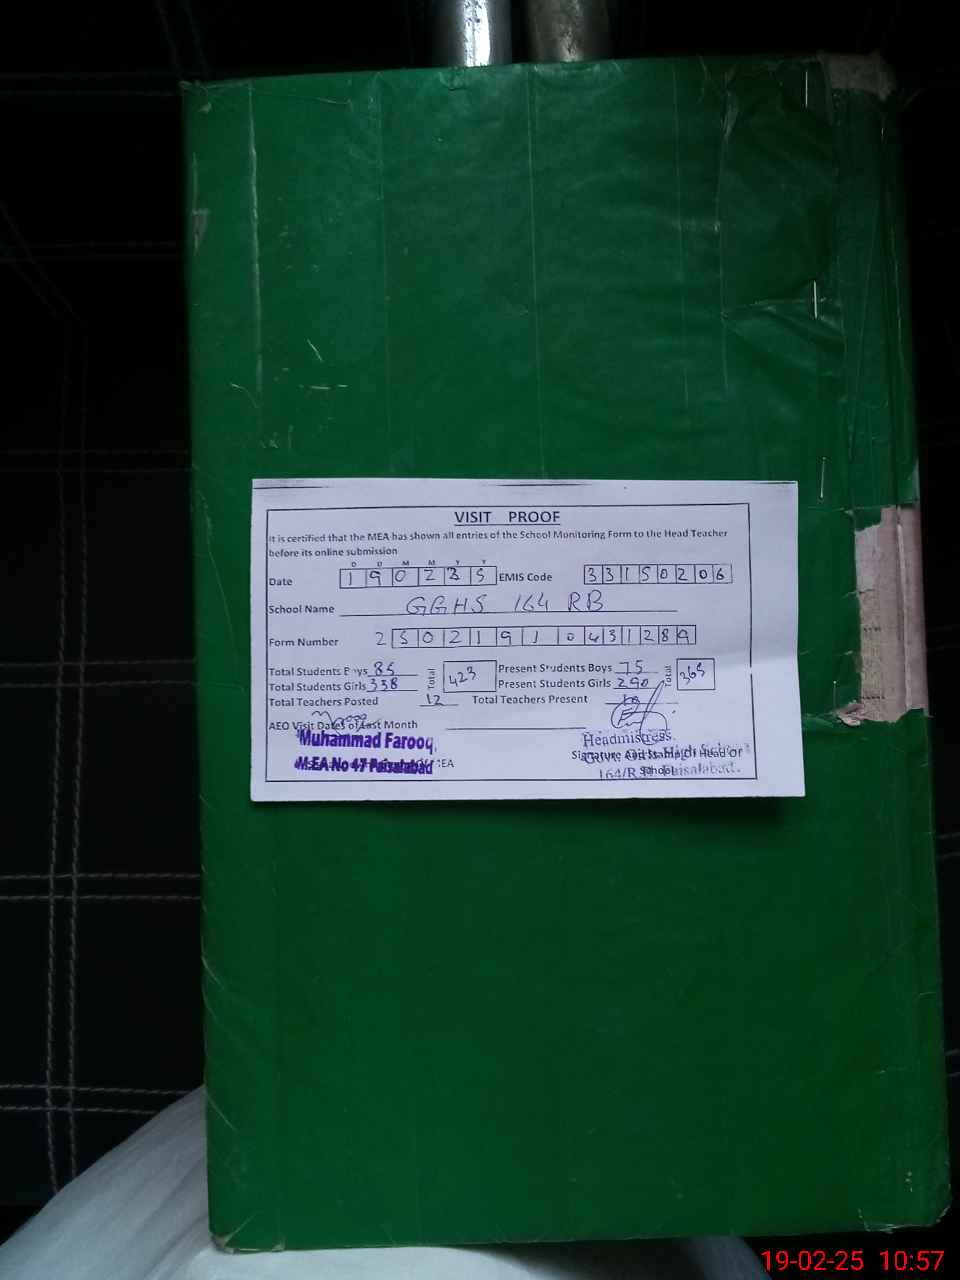 VISIT PROOF
It is certified that the MEA has shown all entries of the School Monitoring Form to the Head Teacher
before its online submission
D D M M Y Y
Date 1 9 0 2 2 5 EMIS Code 3 3 1 5 0 2 0 6
School Name GGHS 164 RB
Form Number 2 5 0 2 1 9 1 0 4 3 1 2 8 9
Total Students Boys 85 Total 423 Present Students Boys 75 Total 365
Total Students Girls 338 Present Students Girls 290
Total Teachers Posted 12 Total Teachers Present
AEO Visit Dates of Last Month
Muhammad Farooq,
M.EA No 47 Faisalabad
MEA
Headmistress
Signature And Stamp Of Head Of
School
Govt. Girls High School
164/R.B Faisalabad.
19-02-25 10:57